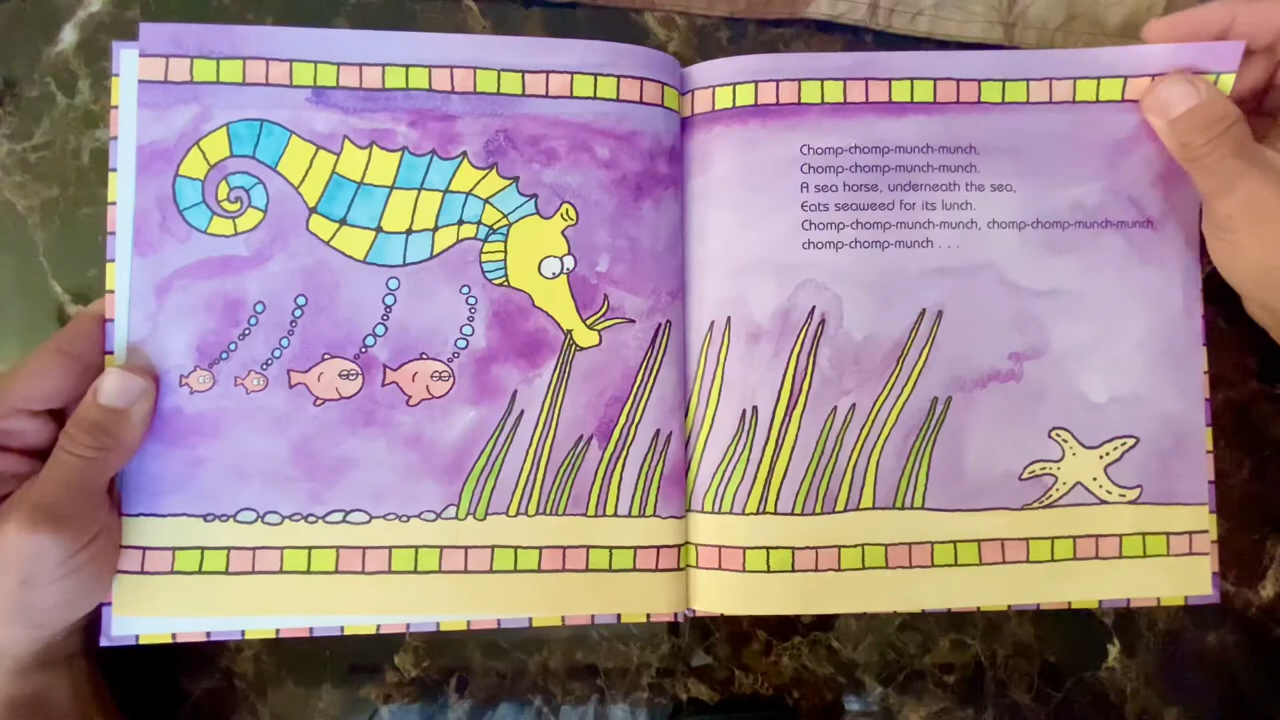 Chomp-chomp-munch-munch,
Chomp-chomp-munch-munch.
A sea horse, underneath the sea,
Eats seaweed for its lunch.
Chomp-chomp-munch-munch, chomp-chomp-munch-munch,
chomp-chomp-munch . . .